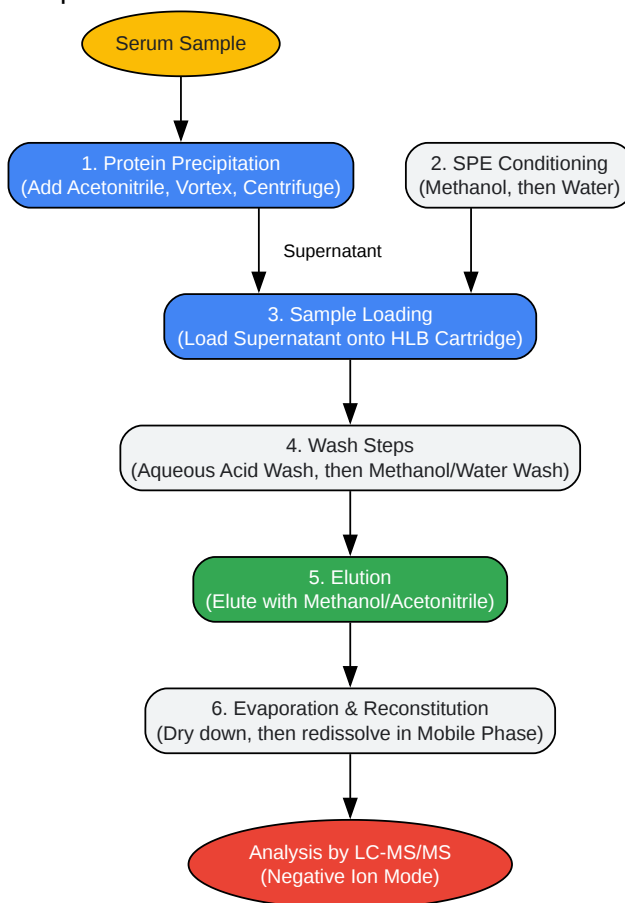 Serum Sample
1. Protein Precipitation
(Add Acetonitrile, Vortex, Centrifuge)
2. SPE Conditioning
(Methanol, then Water)
Supernatant
3. Sample Loading
(Load Supernatant onto HLB Cartridge)
4. Wash Steps
(Aqueous Acid Wash, then Methanol/Water Wash)
5. Elution
(Elute with Methanol/Acetonitrile)
6. Evaporation & Reconstitution
(Dry down, then redissolve in Mobile Phase)
Analysis by LC-MS/MS
(Negative Ion Mode)